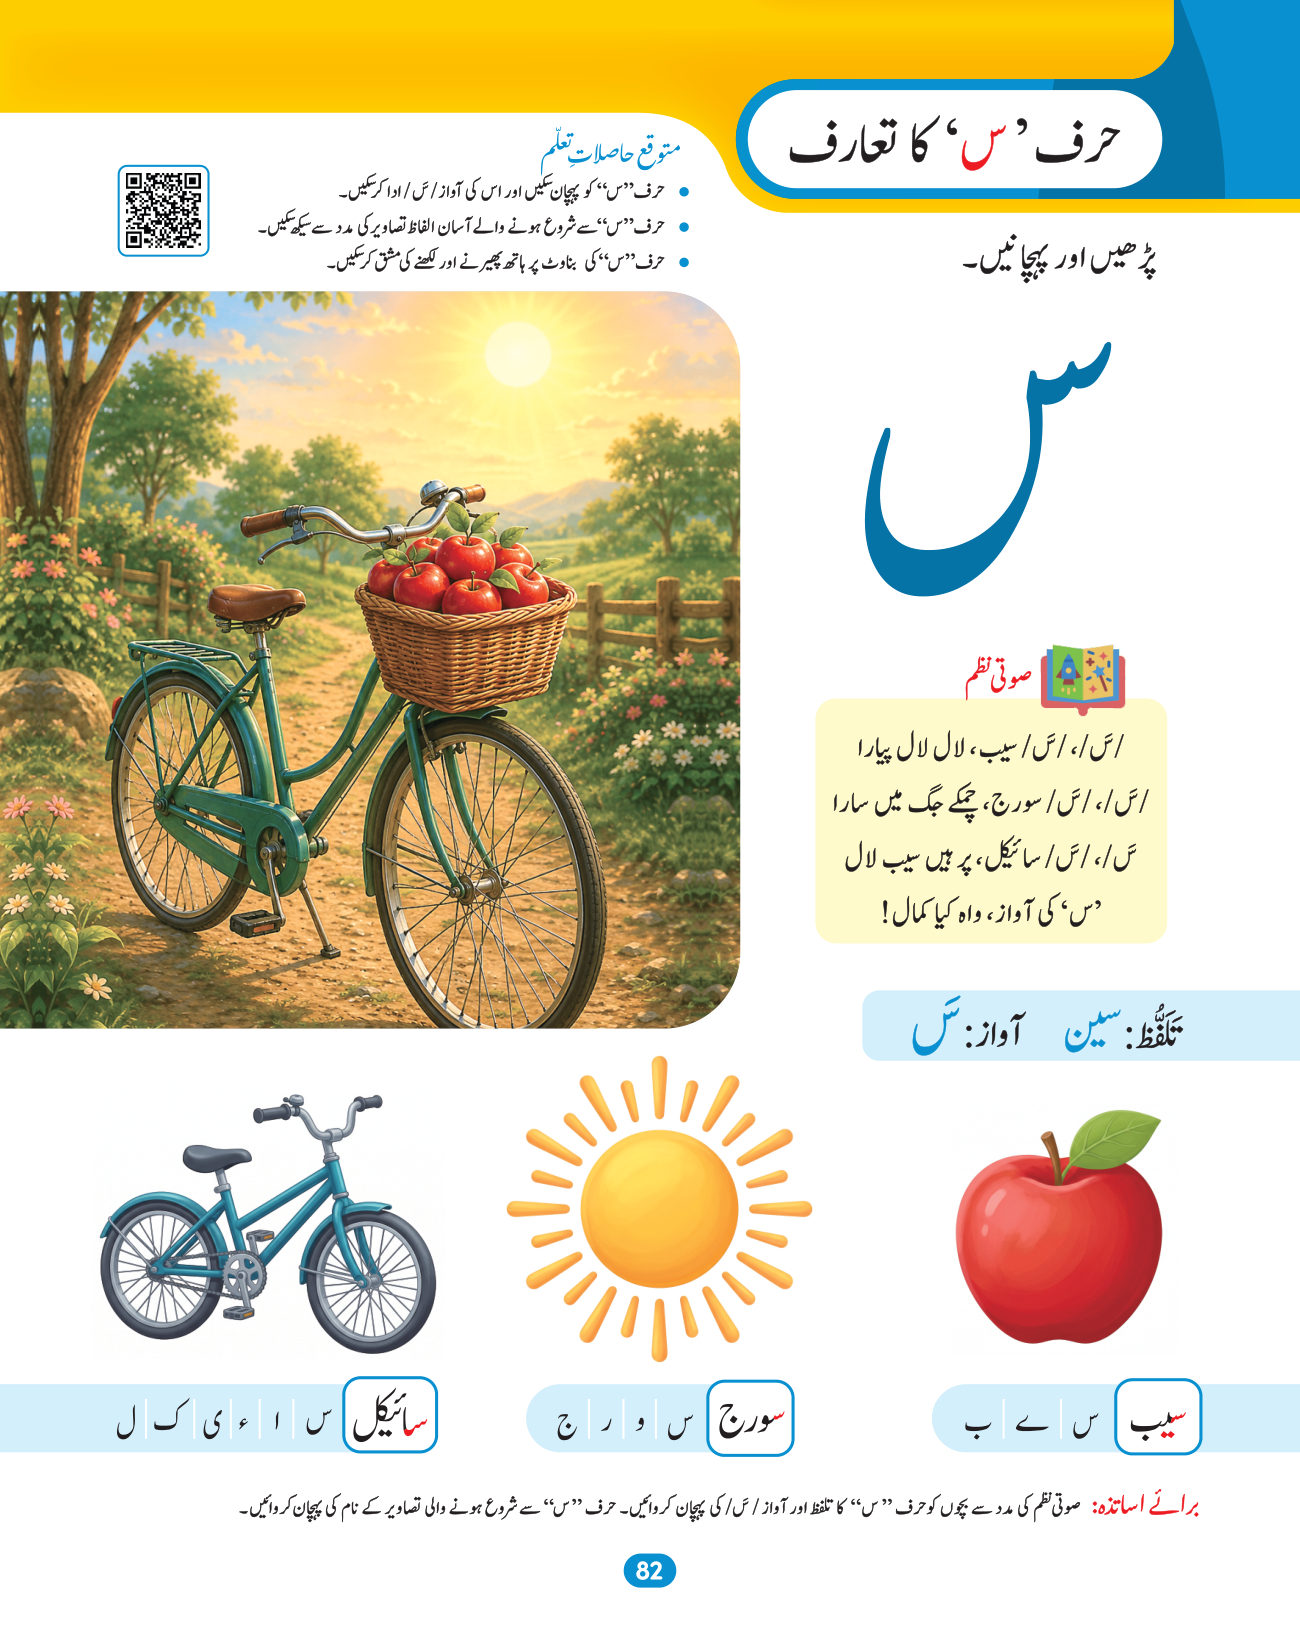 حرف ’س‘ کا تعارف
متوقع حاصلاتِ تعلّم
حرف ”س“ کو پہچان سکیں اور اس کی آواز /سَ/ ادا کرسکیں۔
حرف ”س“ سے شروع ہونے والے آسان الفاظ تصاویر کی مدد سے سیکھ سکیں۔
حرف ”س“ کی بناوٹ پر ہاتھ پھیرنے اور لکھنے کی مشق کرسکیں۔
پڑھیں اور پہچانیں۔
س
صوتی نظم
/سَ/، /سَ/ سیب، لال لال پیارا
/سَ/، /سَ/ سورج، چمکے جگ میں سارا
سَ/، /سَ/ سائیکل، پر ہیں سیب لال
’س‘ کی آواز، واہ کیا کمال!
تَلَفُّظ: سین آواز: سَ
سیب س ے ب
سورج س و ر ج
سائیکل س ا ء ی ک ل
برائے اساتذہ: صوتی نظم کی مدد سے بچوں کو حرف ”س“ کا تلفظ اور آواز /سَ/ کی پہچان کروائیں۔ حرف ”س“ سے شروع ہونے والی تصاویر کے نام کی پہچان کروائیں۔
82